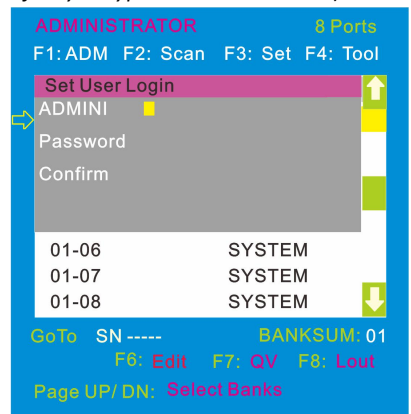 ADMINISTRATOR 8 Ports
F1: ADM F2: Scan F3: Set F4: Tool
Set User Login
ADMINI
Password
Confirm
01-06 SYSTEM
01-07 SYSTEM
01-08 SYSTEM
GoTo SN ----- BANKSUM: 01
F6: Edit F7: QV F8: Lout
Page UP/ DN: Select Banks